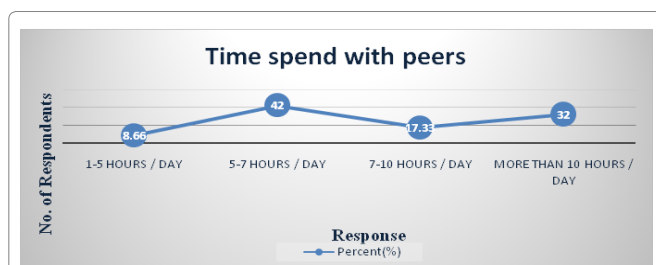 Time spend with peers
No. of Respondents
8.66
42
17.33
32
1-5 HOURS / DAY
5-7 HOURS / DAY
7-10 HOURS / DAY
MORE THAN 10 HOURS /
DAY
Response
Percent(%)